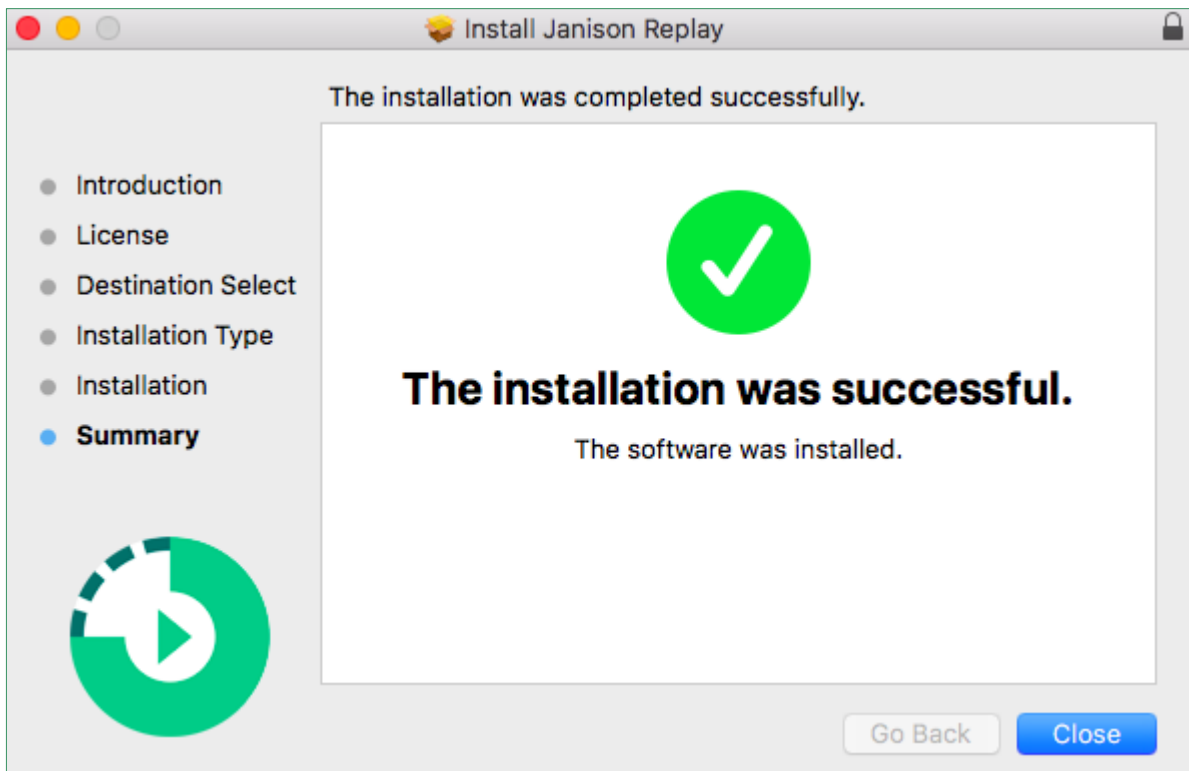 Install Janison Replay
The installation was completed successfully.
Introduction
License
Destination Select
Installation Type
Installation
Summary
The installation was successful.
The software was installed.
Go Back
Close